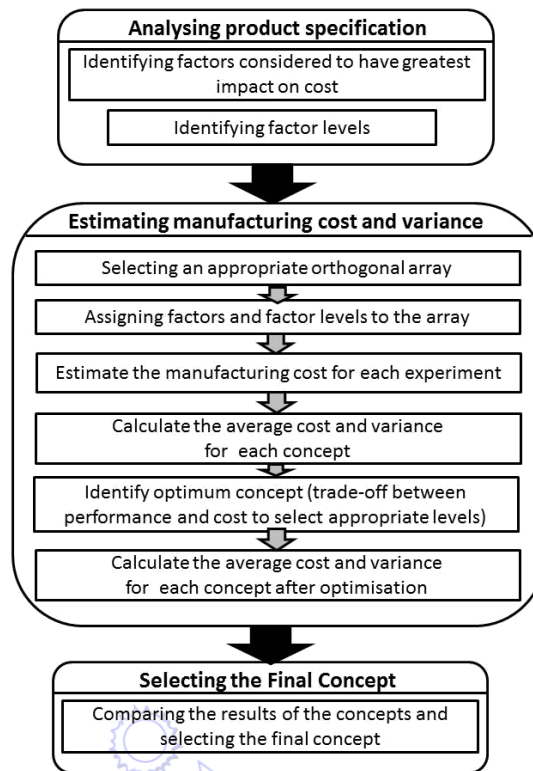 Analysing product specification
Identifying factors considered to have greatest
impact on cost
Identifying factor levels
Estimating manufacturing cost and variance
Selecting an appropriate orthogonal array
Assigning factors and factor levels to the array
Estimate the manufacturing cost for each experiment
Calculate the average cost and variance
for each concept
Identify optimum concept (trade-off between
performance and cost to select appropriate levels)
Calculate the average cost and variance
for each concept after optimisation
Selecting the Final Concept
Comparing the results of the concepts and
selecting the final concept